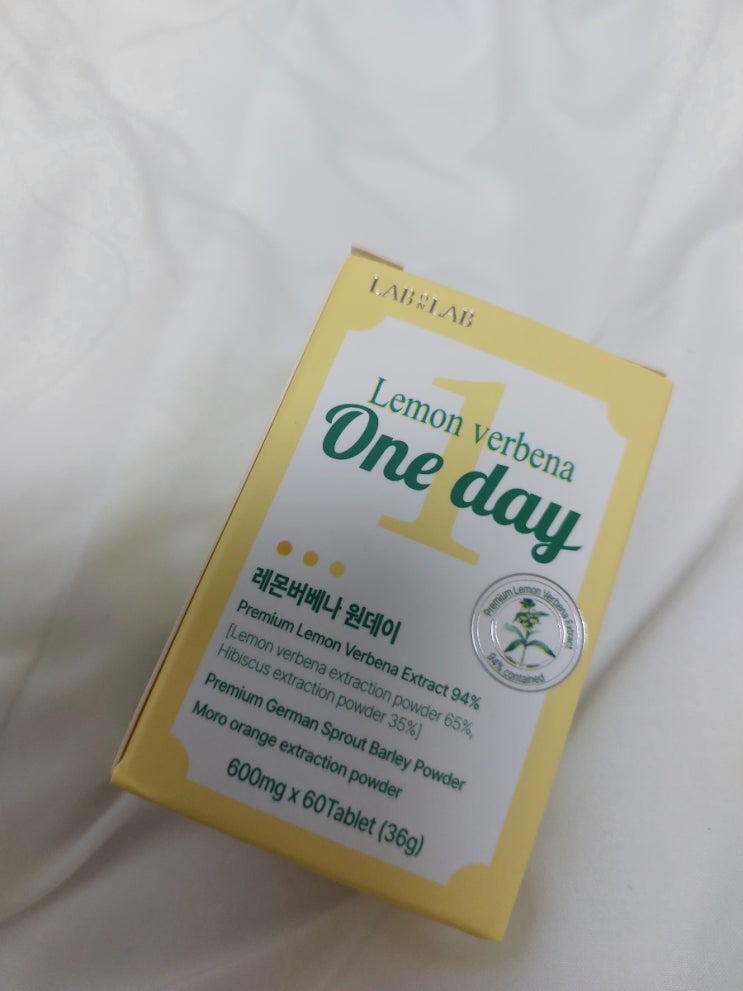 LAB ON LAB
1
Lemon verbena
One day
레몬버베나 원데이
Premium Lemon Verbena Extract 94%
[Lemon verbena extraction powder 65%,
Hibiscus extraction powder 35%]
Premium German Sprout Barley Powder
Moro orange extraction powder
600mg x 60Tablet (36g)
Premium Lemon Verbena Extract
94% contained